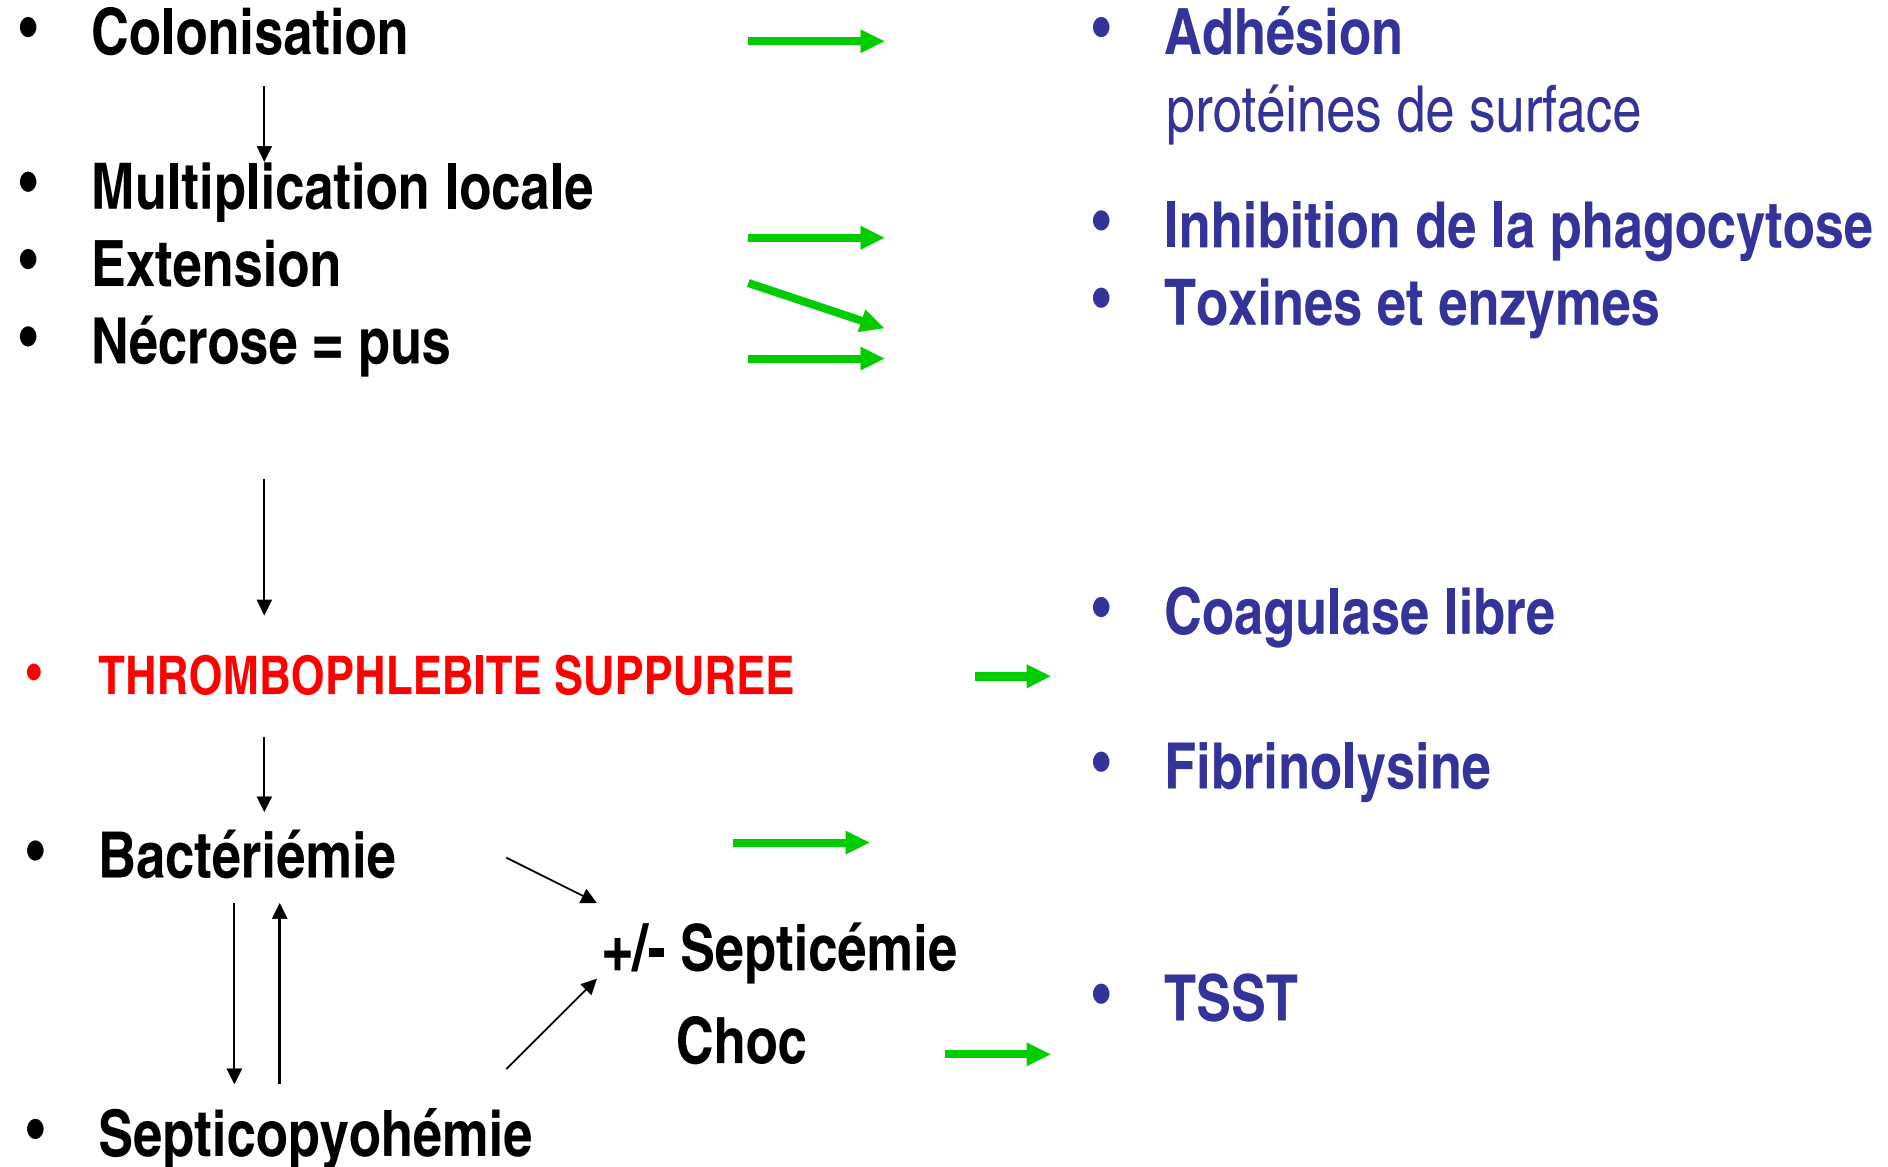 • Colonisation
• Multiplication locale
• Extension
• Nécrose = pus
• THROMBOPHLEBITE SUPPUREE
• Bactériémie
+/- Septicémie
Choc
• Septicopyohémie
• Adhésion
protéines de surface
• Inhibition de la phagocytose
• Toxines et enzymes
• Coagulase libre
• Fibrinolysine
• TSST